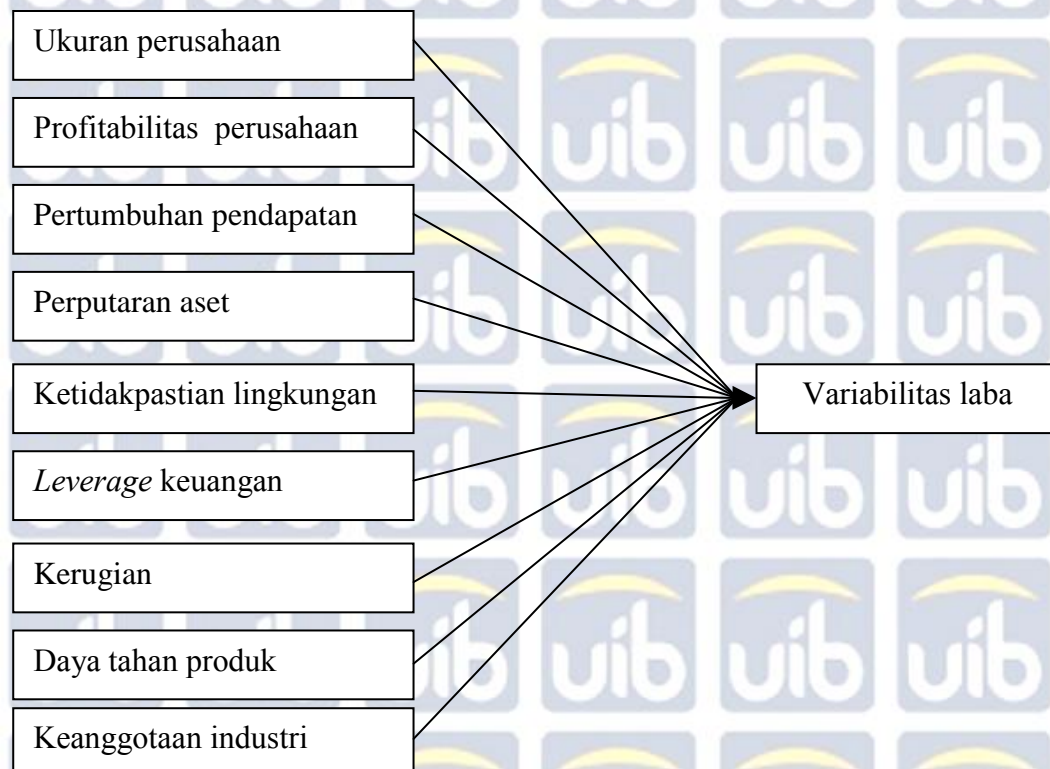 Ukuran perusahaan
Profitabilitas perusahaan
Pertumbuhan pendapatan
Perputaran aset
Ketidakpastian lingkungan
Variabilitas laba
Leverage keuangan
Kerugian
Daya tahan produk
Keanggotaan industri
uib